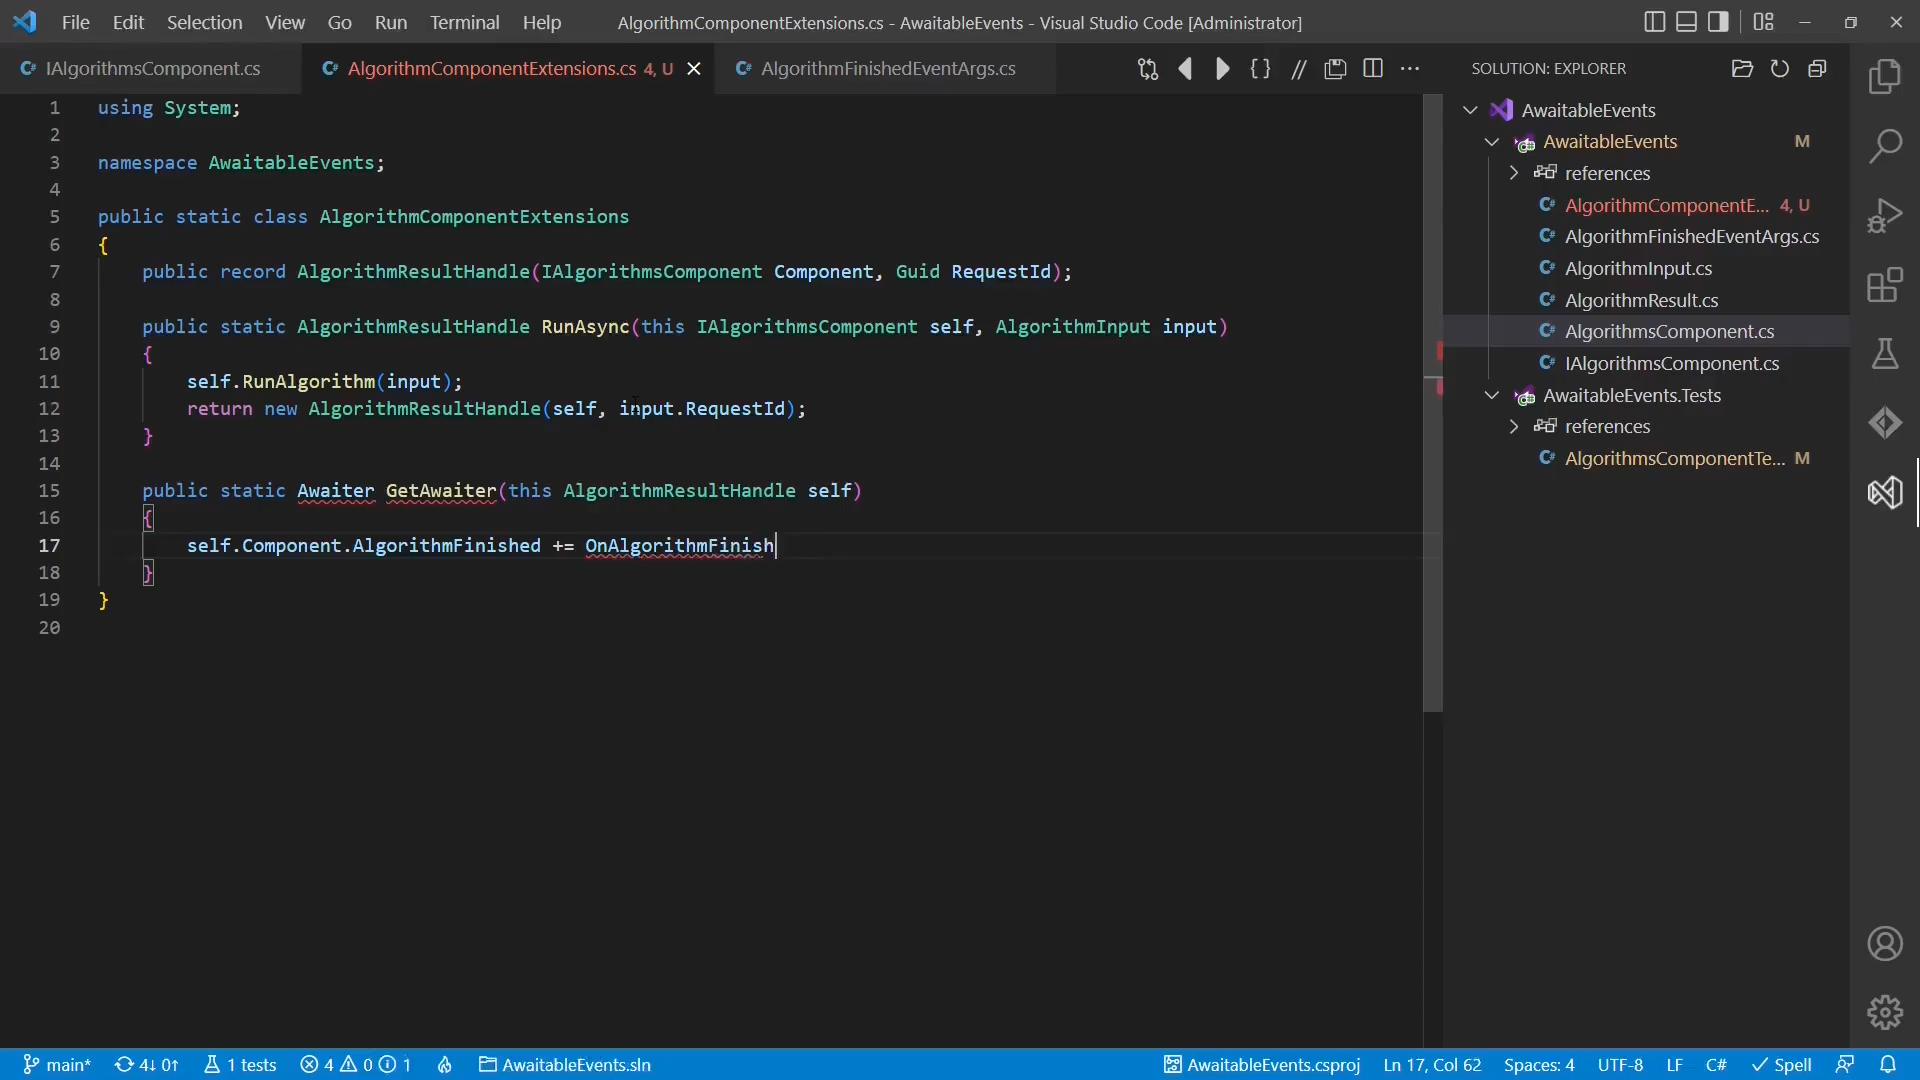 File Edit Selection View Go Run Terminal Help AlgorithmComponentExtensions.cs - AwaitableEvents - Visual Studio Code [Administrator]
IAlgorithmsComponent.cs AlgorithmComponentExtensions.cs 4, U AlgorithmFinishedEventArgs.cs
SOLUTION: EXPLORER
1 using System;
2
3 namespace AwaitableEvents;
4
5 public static class AlgorithmComponentExtensions
6 {
7 public record AlgorithmResultHandle(IAlgorithmsComponent Component, Guid RequestId);
8
9 public static AlgorithmResultHandle RunAsync(this IAlgorithmsComponent self, AlgorithmInput input)
10 {
11 self.RunAlgorithm(input);
12 return new AlgorithmResultHandle(self, input.RequestId);
13 }
14
15 public static Awaiter GetAwaiter(this AlgorithmResultHandle self)
16 {
17 self.Component.AlgorithmFinished += OnAlgorithmFinish
18 }
19 }
20
AwaitableEvents
AwaitableEvents M
references
AlgorithmComponentE... 4, U
AlgorithmFinishedEventArgs.cs
AlgorithmInput.cs
AlgorithmResult.cs
AlgorithmsComponent.cs
IAlgorithmsComponent.cs
AwaitableEvents.Tests
references
AlgorithmsComponentTe... M
main* 4↓ 0↑ 1 tests 4 0 1 AwaitableEvents.sln AwaitableEvents.csproj Ln 17, Col 62 Spaces: 4 UTF-8 LF C# Spell